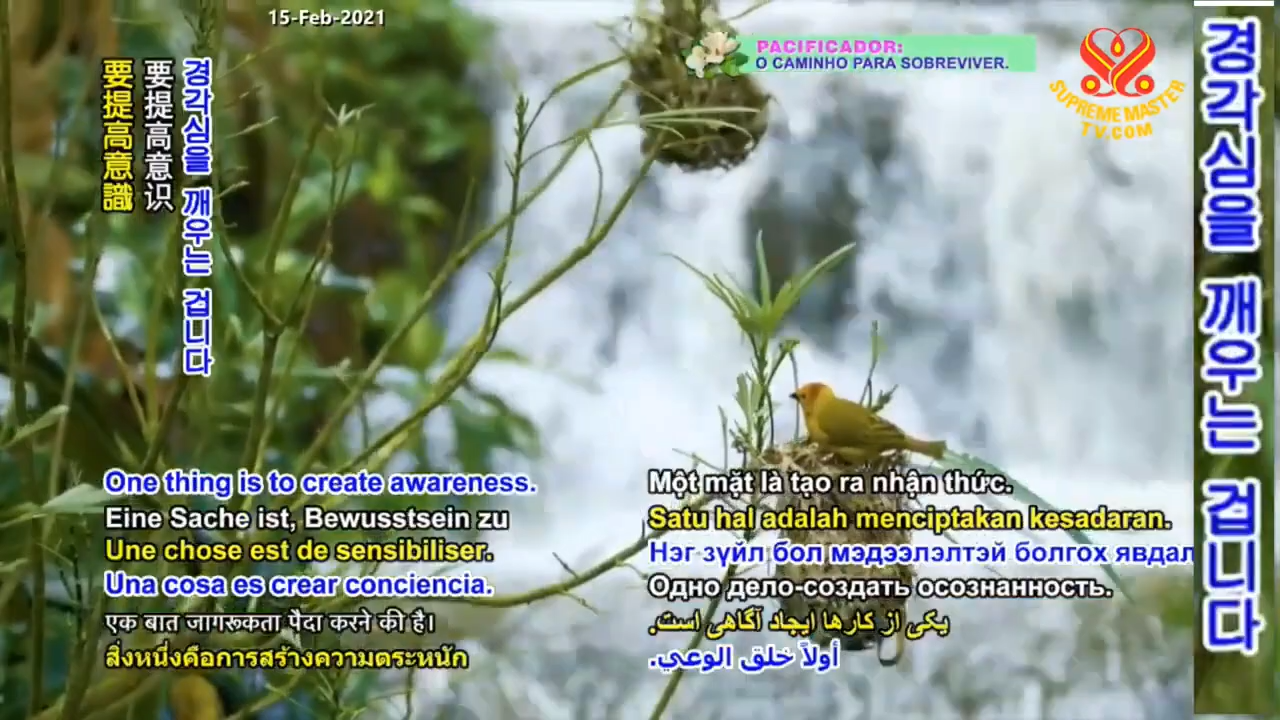 15-Feb-2021
PACIFICADOR:
O CAMINHO PARA SOBREVIVER.
SUPREME MASTER
TV.COM
要提高意識
要提高意识
경각심을 깨우는 겁니다
경각심을 깨우는 겁니다
One thing is to create awareness.
Eine Sache ist, Bewusstsein zu
Une chose est de sensibiliser.
Una cosa es crear conciencia.
एक बात जागरूकता पैदा करने की है।
สิ่งหนึ่งคือการสร้างความตระหนัก
Một mặt là tạo ra nhận thức.
Satu hal adalah menciptakan kesadaran.
Нэг зүйл бол мэдээлэлтэй болгох явдал
Одно дело-создать осознанность.
یکی از کارها ایجاد آگاهی است.
أولاً خلق الوعي.